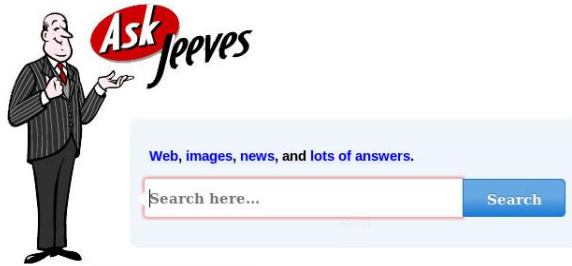 Ask
Jeeves
Web, images, news, and lots of answers.
Search here...
Search